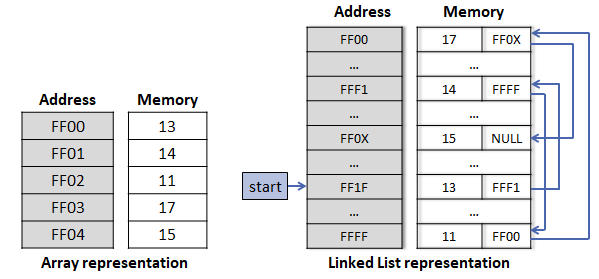 Address Memory
FF00 17 FF0X
... ...
FFF1 14 FFFF
... ...
FF0X 15 NULL
... ...
start FF1F 13 FFF1
... ...
FFFF 11 FF00
Linked List representation
Address Memory
FF00 13
FF01 14
FF02 11
FF03 17
FF04 15
Array representation